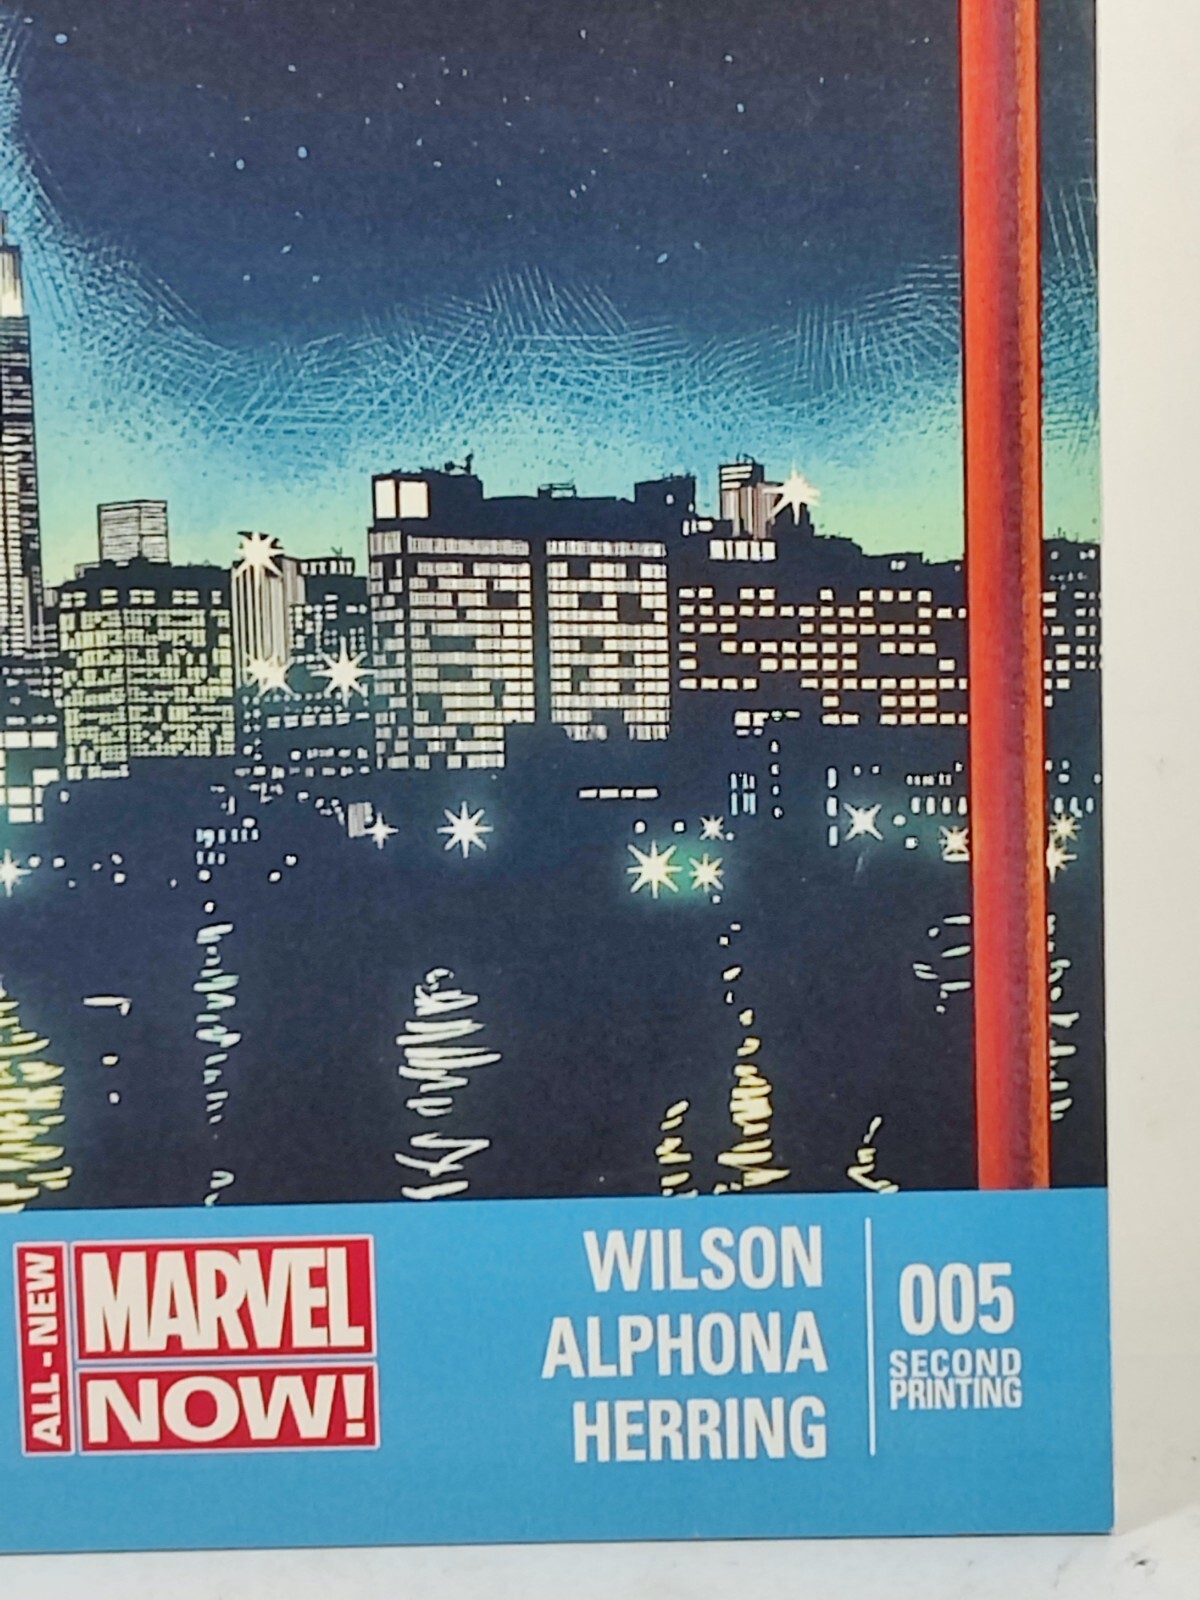 ALL-NEW
MARVEL
NOW!
WILSON
ALPHONA
HERRING
005
SECOND
PRINTING